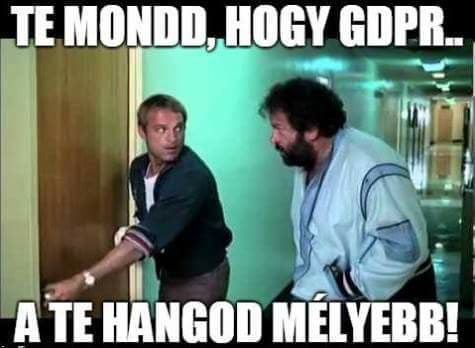 TE MONDD, HOGY GDPR..
A TE HANGOD MÉLYEBB!